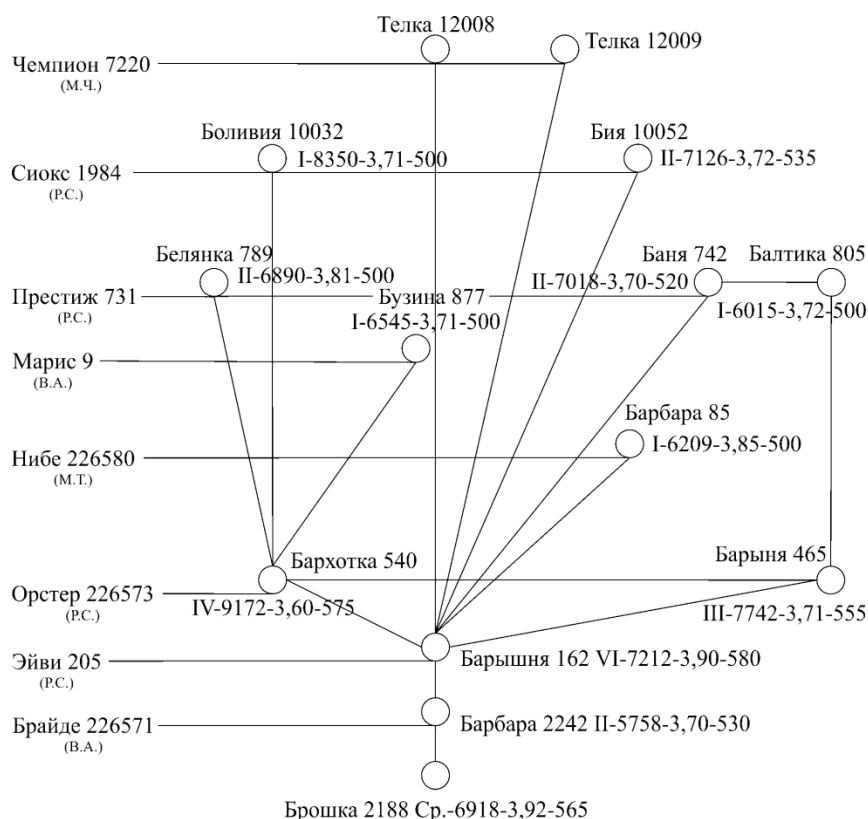 Телка 12008
Телка 12009
Чемпион 7220
(М.Ч.)
Боливия 10032
Бия 10052
I-8350-3,71-500
II-7126-3,72-535
Сиокс 1984
(Р.С.)
Белянка 789
Баня 742
Балтика 805
II-6890-3,81-500
II-7018-3,70-520
Престиж 731
(Р.С.)
Бузина 877
I-6015-3,72-500
I-6545-3,71-500
Марис 9
(В.А.)
Барбара 85
I-6209-3,85-500
Нибе 226580
(М.Т.)
Бархотка 540
Барыня 465
Орстер 226573
(Р.С.)
IV-9172-3,60-575
III-7742-3,71-555
Эйви 205
(Р.С.)
Барышня 162 VI-7212-3,90-580
Брайде 226571
(В.А.)
Барбара 2242 II-5758-3,70-530
Брошка 2188 Ср.-6918-3,92-565